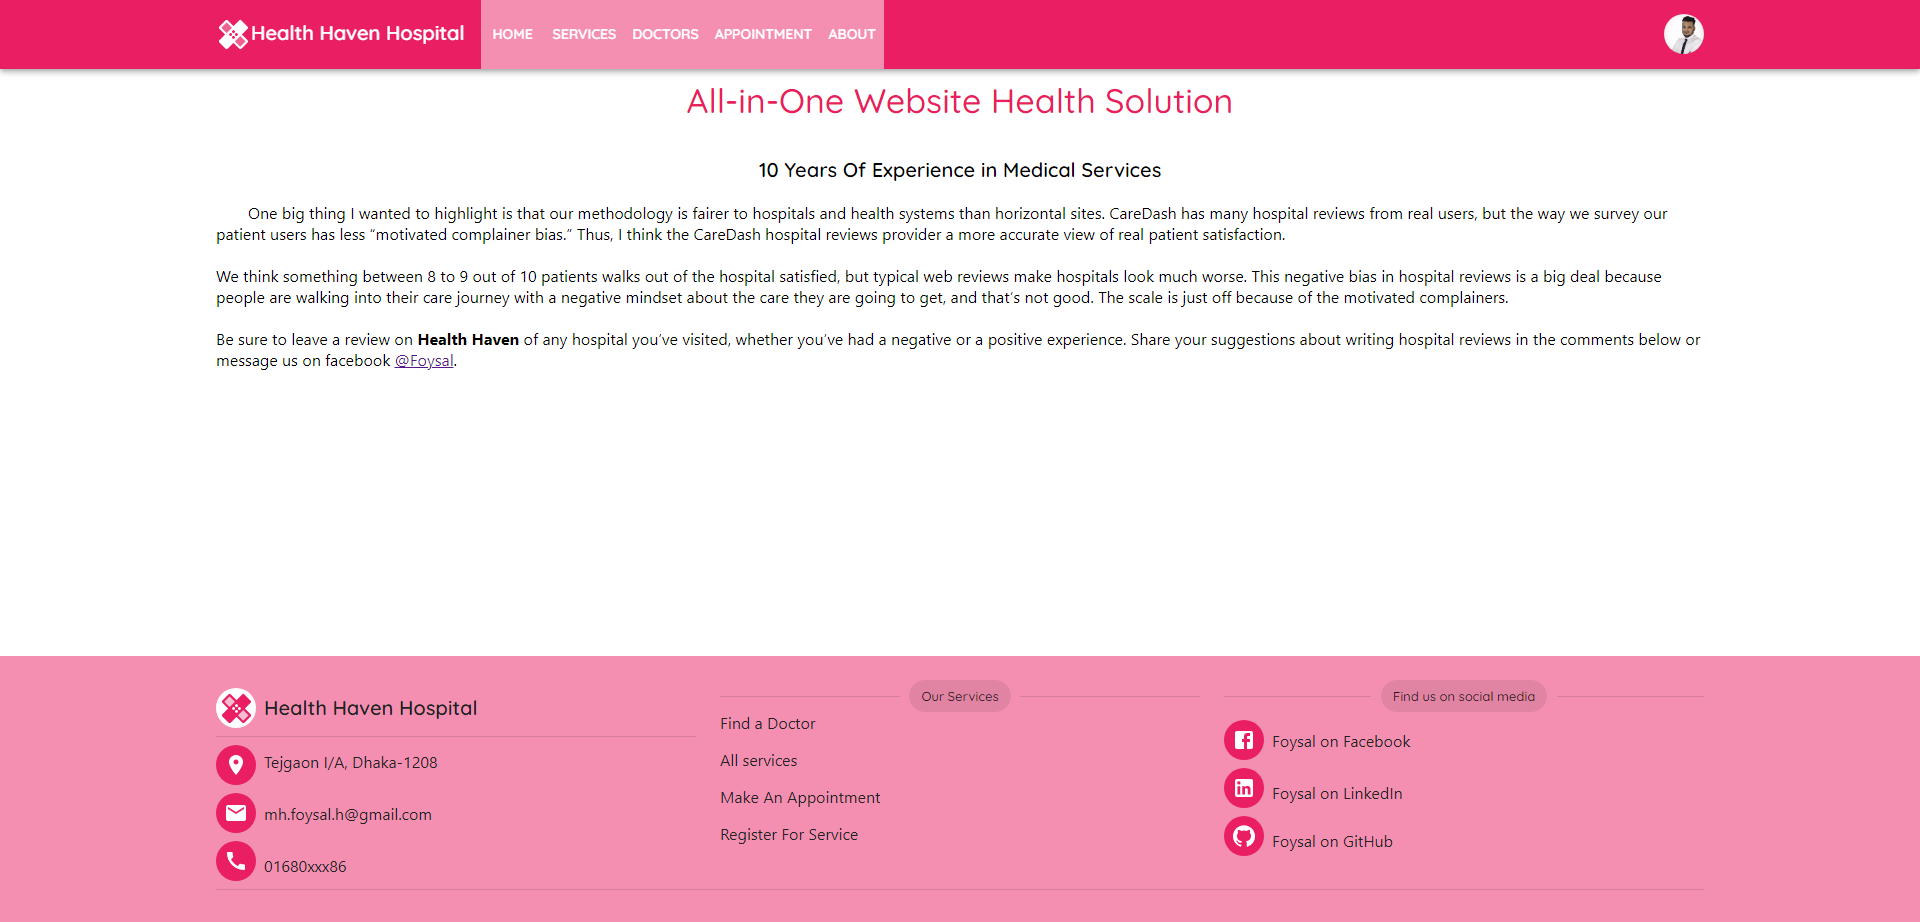 Health Haven Hospital
HOME SERVICES DOCTORS APPOINTMENT ABOUT
All-in-One Website Health Solution
10 Years Of Experience in Medical Services
One big thing I wanted to highlight is that our methodology is fairer to hospitals and health systems than horizontal sites. CareDash has many hospital reviews from real users, but the way we survey our
patient users has less “motivated complainer bias.” Thus, I think the CareDash hospital reviews provider a more accurate view of real patient satisfaction.
We think something between 8 to 9 out of 10 patients walks out of the hospital satisfied, but typical web reviews make hospitals look much worse. This negative bias in hospital reviews is a big deal because
people are walking into their care journey with a negative mindset about the care they are going to get, and that’s not good. The scale is just off because of the motivated complainers.
Be sure to leave a review on Health Haven of any hospital you’ve visited, whether you’ve had a negative or a positive experience. Share your suggestions about writing hospital reviews in the comments below or
message us on facebook @Foysal.
Health Haven Hospital
Tejgaon I/A, Dhaka-1208
mh.foysal.h@gmail.com
01680xxx86
Our Services
Find a Doctor
All services
Make An Appointment
Register For Service
Find us on social media
Foysal on Facebook
Foysal on LinkedIn
Foysal on GitHub